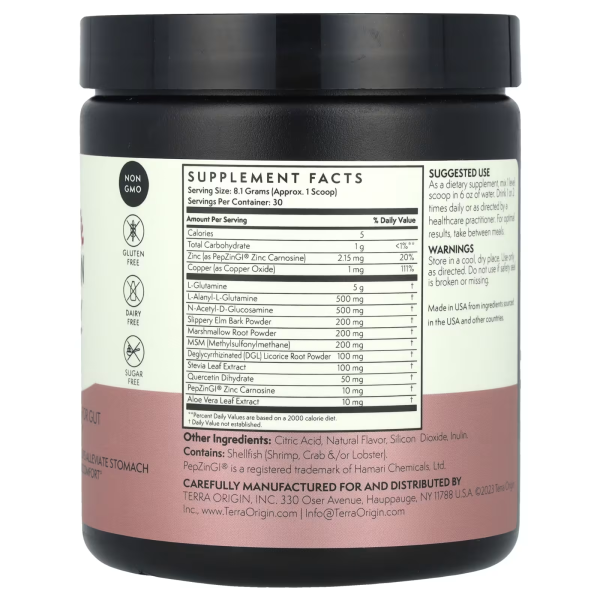 NON
GMO
GLUTEN
FREE
DAIRY
FREE
SUGAR
FREE
GUT
ALLEVIATE STOMACH
SUPPLEMENT FACTS
Serving Size: 8.1 Grams (Approx. 1 Scoop)
Servings Per Container: 30
Amount Per Serving % Daily Value
Calories 5
Total Carbohydrate 1 g <1%**
Zinc (as PepZinGI® Zinc Carnosine) 2.15 mg 20%
Copper (as Copper Oxide) 1 mg 111%
L-Glutamine 5 g †
L-Alanyl-L-Glutamine 500 mg †
N-Acetyl-D-Glucosamine 500 mg †
Slippery Elm Bark Powder 200 mg †
Marshmallow Root Powder 200 mg †
MSM (Methylsulfonylmethane) 200 mg †
Deglycyrrhizinated (DGL) Licorice Root Powder 100 mg †
Stevia Leaf Extract 100 mg †
Quercetin Dihydrate 50 mg †
PepZinGI® Zinc Carnosine 10 mg †
Aloe Vera Leaf Extract 10 mg †
**Percent Daily Values are based on a 2000 calorie diet.
† Daily Value not established.
Other Ingredients: Citric Acid, Natural Flavor, Silicon Dioxide, Inulin.
Contains: Shellfish (Shrimp, Crab &/or Lobster).
PepZinGI® is a registered trademark of Hamari Chemicals, Ltd.
CAREFULLY MANUFACTURED FOR AND DISTRIBUTED BY
TERRA ORIGIN, INC. 330 Oser Avenue, Hauppauge, NY 11788 U.S.A. ©2023 Terra Origin
Inc., www.TerraOrigin.com | Info@TerraOrigin.com
SUGGESTED USE
As a dietary supplement, mix 1 level
scoop in 6 oz of water. Drink 1 or 2
times daily or as directed by a
healthcare practitioner. For optimal
results, take between meals.
WARNINGS
Store in a cool, dry place. Use only
as directed. Do not use if safety seal
is broken or missing.
Made in USA from ingredients sourced
in the USA and other countries.